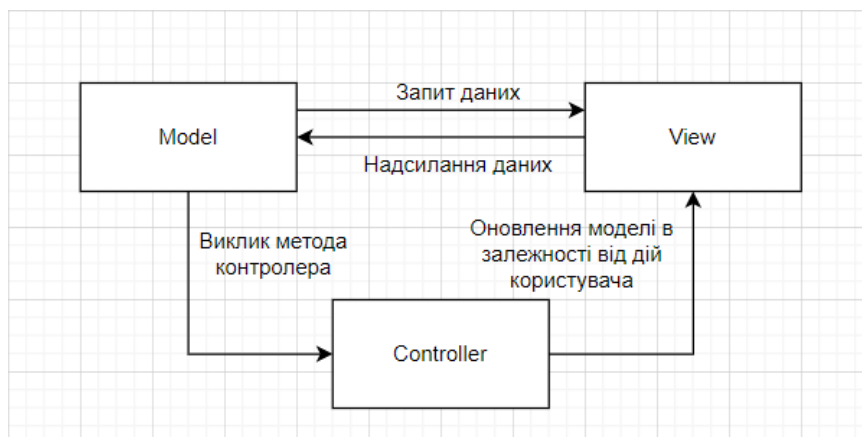 Запит даних
Model
View
Надсилання даних
Виклик метода
контролера
Оновлення моделі в
залежності від дій
користувача
Controller